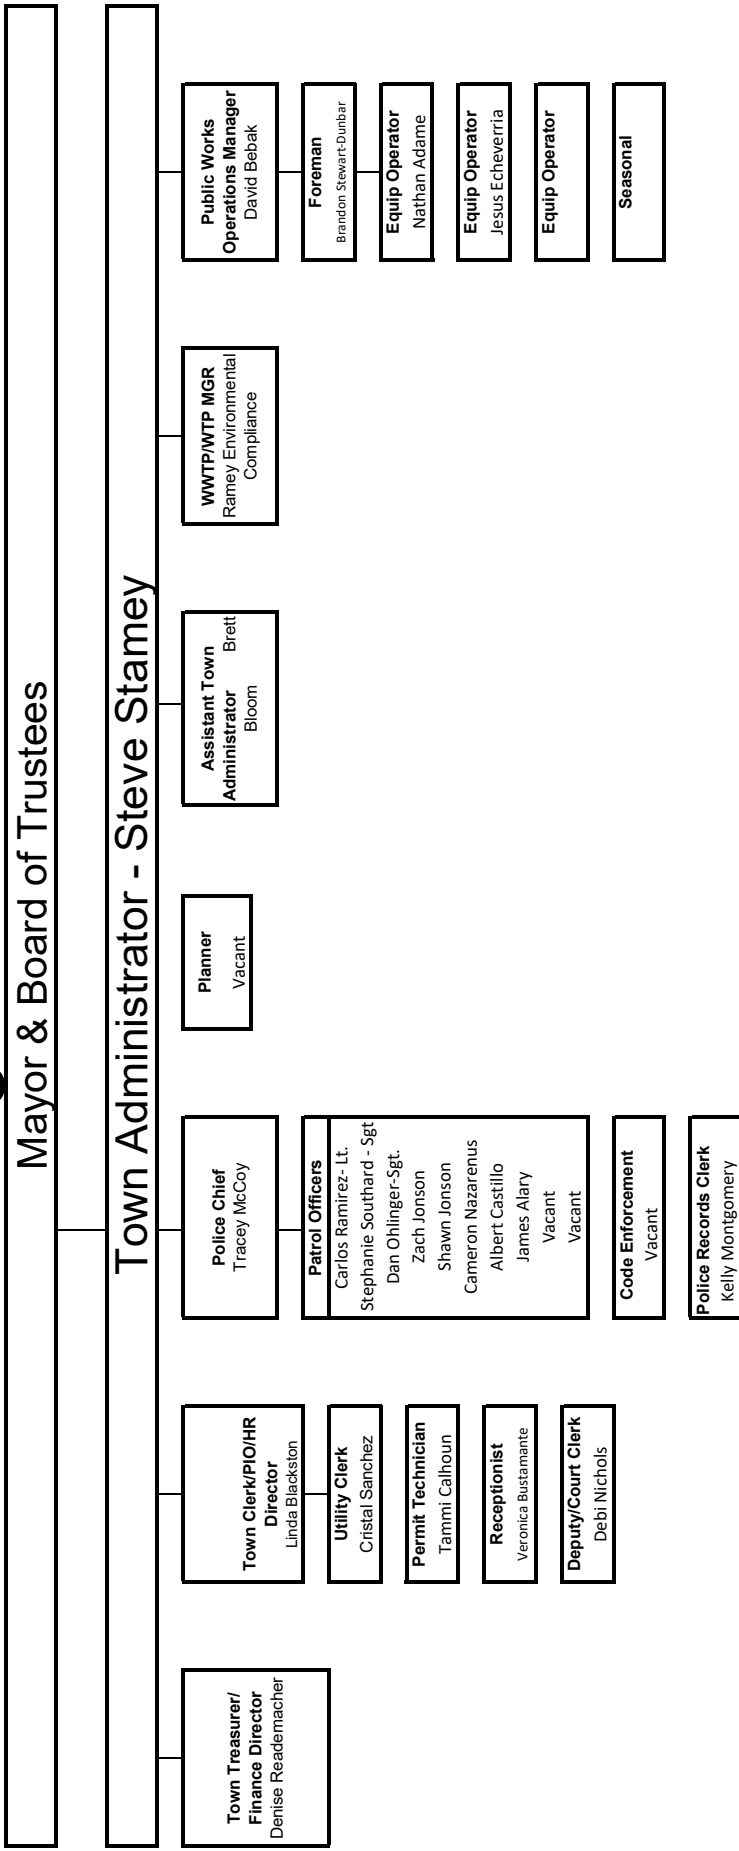 Mayor & Board of Trustees
Town Administrator - Steve Stamey
Town Treasurer/
Finance Director
Denise Reademacher
Town Clerk/PIO/HR
Director
Linda Blackston
Utility Clerk
Cristal Sanchez
Permit Technician
Tammi Calhoun
Receptionist
Veronica Bustamante
Deputy/Court Clerk
Debi Nichols
Police Chief
Tracey McCoy
Patrol Officers
Carlos Ramirez- Lt.
Stephanie Southard - Sgt
Dan Ohlinger-Sgt.
Zach Jonson
Shawn Jonson
Cameron Nazarenus
Albert Castillo
James Alary
Vacant
Vacant
Code Enforcement
Vacant
Police Records Clerk
Kelly Montgomery
Planner
Vacant
Assistant Town
Administrator Brett
Bloom
WWTP/WTP MGR
Ramey Environmental
Compliance
Public Works
Operations Manager
David Bebak
Foreman
Brandon Stewart-Dunbar
Equip Operator
Nathan Adame
Equip Operator
Jesus Echeverria
Equip Operator
Seasonal